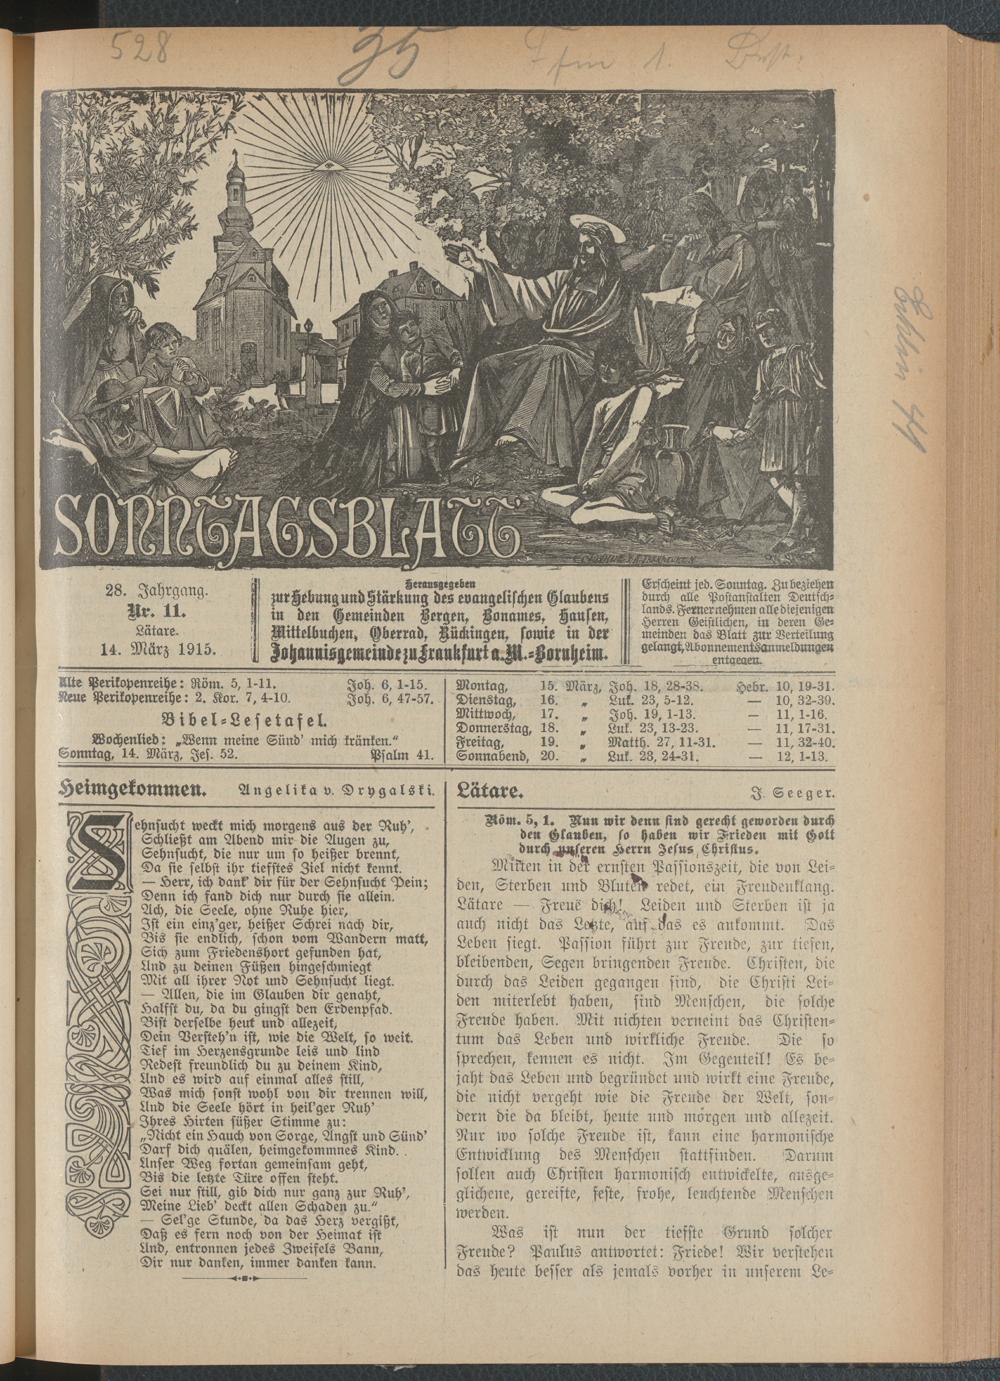 528
35
SONNTAGSBLATT
28. Jahrgang.
Nr. 11.
Lätare.
14. März 1915.
Herausgegeben
zur Hebung und Stärkung des evangelischen Glaubens
in den Gemeinden Bergen, Bonames, Hausen,
Mittelbuchen, Oberrad, Rückingen, sowie in der
Johannisgemeinde zu Frankfurt a. M.-Bornheim.
Erscheint jed. Sonntag. Zu beziehen
durch alle Postanstalten Deutsch-
lands. Ferner nehmen alle diejenigen
Herren Geistlichen, in deren Ge-
meinden das Blatt zur Verteilung
gelangt, Abonnementsanmeldungen
entgegen.
Alte Perikopenreihe: Röm. 5, 1-11. Joh. 6, 1-15.
Neue Perikopenreihe: 2. Kor. 7, 4-10. Joh. 6, 47-57.
Bibel-Lesetafel.
Wochenlied: „Wenn meine Sünd' mich kränken.“
Sonntag, 14. März, Jes. 52. Psalm 41.
Montag, 15. März, Joh. 18, 28-38. Hebr. 10, 19-31.
Dienstag, 16. „ Luk. 23, 5-12. — 10, 32-39.
Mittwoch, 17. „ Joh. 19, 1-13. — 11, 1-16.
Donnerstag, 18. „ Luk. 23, 13-23. — 11, 17-31.
Freitag, 19. „ Matth. 27, 11-31. — 11, 32-40.
Sonnabend, 20. „ Luk. 23, 24-31. — 12, 1-13.
Heimgekommen. Angelika v. Drygalski.
Sehnsucht weckt mich morgens aus der Ruh',
Schließt am Abend mir die Augen zu,
Sehnsucht, die nur um so heißer brennt,
Da sie selbst ihr tiefstes Ziel nicht kennt.
— Herr, ich dank' dir für der Sehnsucht Pein;
Denn ich fand dich nur durch sie allein.
Ach, die Seele, ohne Ruhe hier,
Ist ein einz'ger, heißer Schrei nach dir,
Bis sie endlich, schon vom Wandern matt,
Sich zum Friedenshort gefunden hat,
Und zu deinen Füßen hingeschmiegt
Mit all ihrer Not und Sehnsucht liegt.
— Allen, die im Glauben dir genaht,
Halfst du, da du gingst den Erdenpfad.
Bist derselbe heut und allezeit,
Dein Versteh'n ist, wie die Welt, so weit.
Tief im Herzensgrunde leis und lind
Redest freundlich du zu deinem Kind,
Und es wird auf einmal alles still,
Was mich sonst wohl von dir trennen will,
Und die Seele hört in heil'ger Ruh'
Ihres Hirten süßer Stimme zu:
„Nicht ein Hauch von Sorge, Angst und Sünd'
Darf dich quälen, heimgekommnes Kind.
Unser Weg fortan gemeinsam geht,
Bis die letzte Türe offen steht.
Sei nur still, gib dich nur ganz zur Ruh',
Meine Lieb' deckt allen Schaden zu.“
— Sel'ge Stunde, da das Herz vergißt,
Daß es fern noch von der Heimat ist
Und, entronnen jedes Zweifels Bann,
Dir nur danken, immer danken kann.
Lätare. J. Seeger.
Röm. 5, 1. Nun wir denn sind gerecht geworden durch
den Glauben, so haben wir Frieden mit Gott
durch unseren Herrn Jesus Christus.
Mitten in der ernsten Passionszeit, die von Lei-
den, Sterben und Bluten redet, ein Freudenklang.
Lätare — Freue dich! Leiden und Sterben ist ja
auch nicht das Letzte, auf das es ankommt. Das
Leben siegt. Passion führt zur Freude, zur tiefen,
bleibenden, Segen bringenden Freude. Christen, die
durch das Leiden gegangen sind, die Christi Lei-
den miterlebt haben, sind Menschen, die solche
Freude haben. Mit nichten verneint das Christen-
tum das Leben und wirkliche Freude. Die so
sprechen, kennen es nicht. Im Gegenteil! Es be-
jaht das Leben und begründet und wirkt eine Freude,
die nicht vergeht wie die Freude der Welt, son-
dern die da bleibt, heute und morgen und allezeit.
Nur wo solche Freude ist, kann eine harmonische
Entwicklung des Menschen stattfinden. Darum
sollen auch Christen harmonisch entwickelte, ausge-
glichene, gereifte, feste, frohe, leuchtende Menschen
werden.
Was ist nun der tiefste Grund solcher
Freude? Paulus antwortet: Friede! Wir verstehen
das heute besser als jemals vorher in unserem Le-